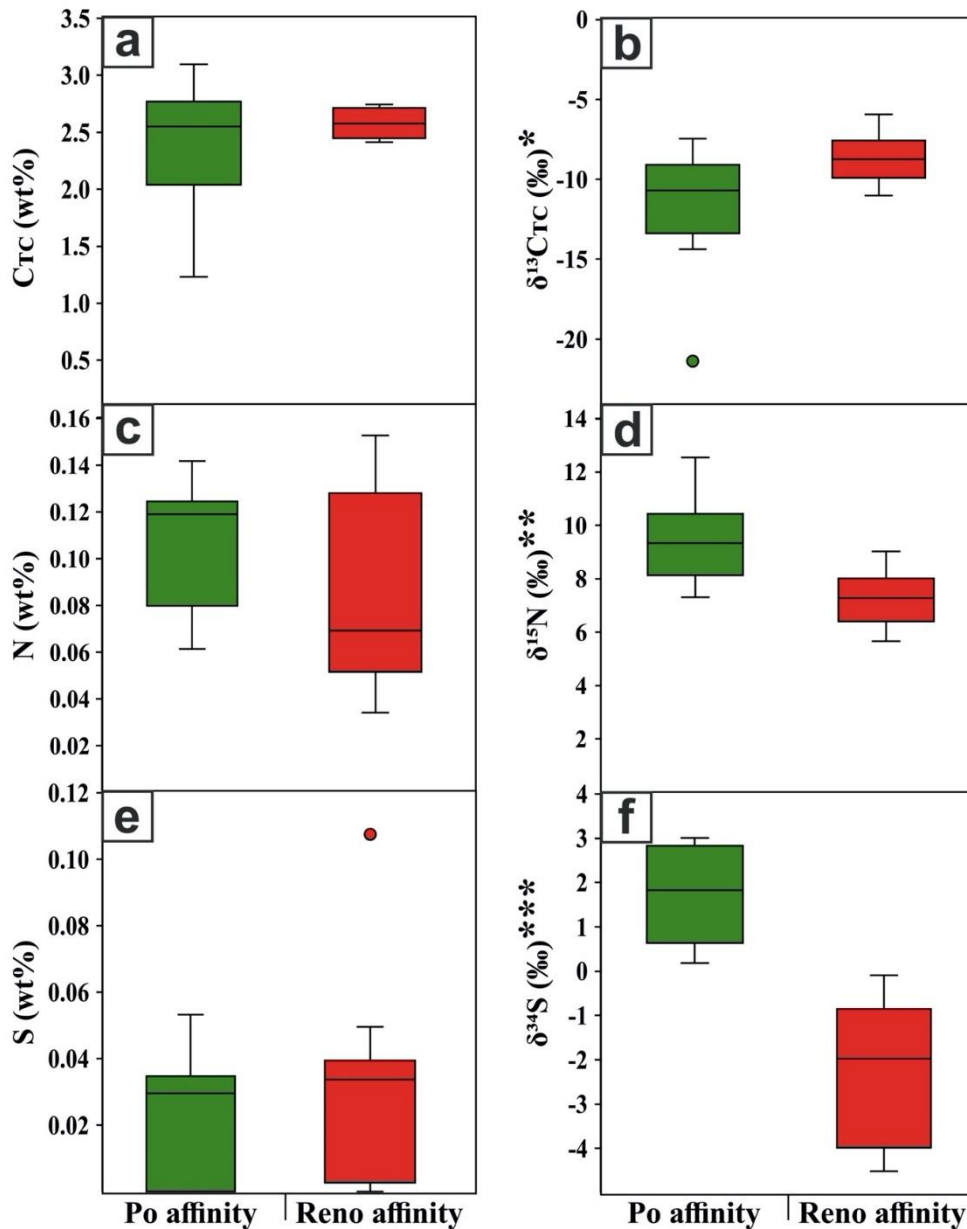 a
3.5
3.0
2.5
2.0
1.5
1.0
0.5
CTC (wt%)
b
0
-5
-10
-15
-20
δ¹³CTC (‰)*
c
0.16
0.14
0.12
0.10
0.08
0.06
0.04
0.02
N (wt%)
d
14
12
10
8
6
4
2
δ¹⁵N (‰)**
e
0.12
0.10
0.08
0.06
0.04
0.02
S (wt%)
Po affinity
Reno affinity
f
4
3
2
1
0
-1
-2
-3
-4
δ³⁴S (‰)***
Po affinity
Reno affinity